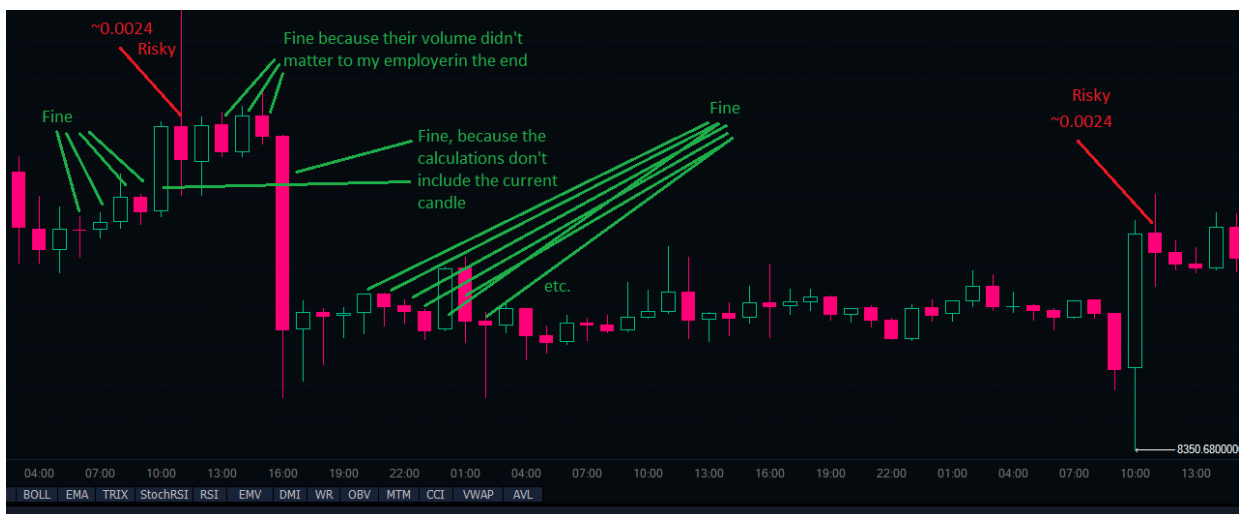 ~0.0024
Risky
Fine because their volume didn't
matter to my employerin the end
Fine
Fine, because the
calculations don't
include the current
candle
Fine
etc.
Risky
~0.0024
8350.6800000
04:00 07:00 10:00 13:00 16:00 19:00 22:00 01:00 04:00 07:00 10:00 13:00 16:00 19:00 22:00 01:00 04:00 07:00 10:00 13:00
BOLL EMA TRIX StochRSI RSI EMV DMI WR OBV MTM CCI VWAP AVL